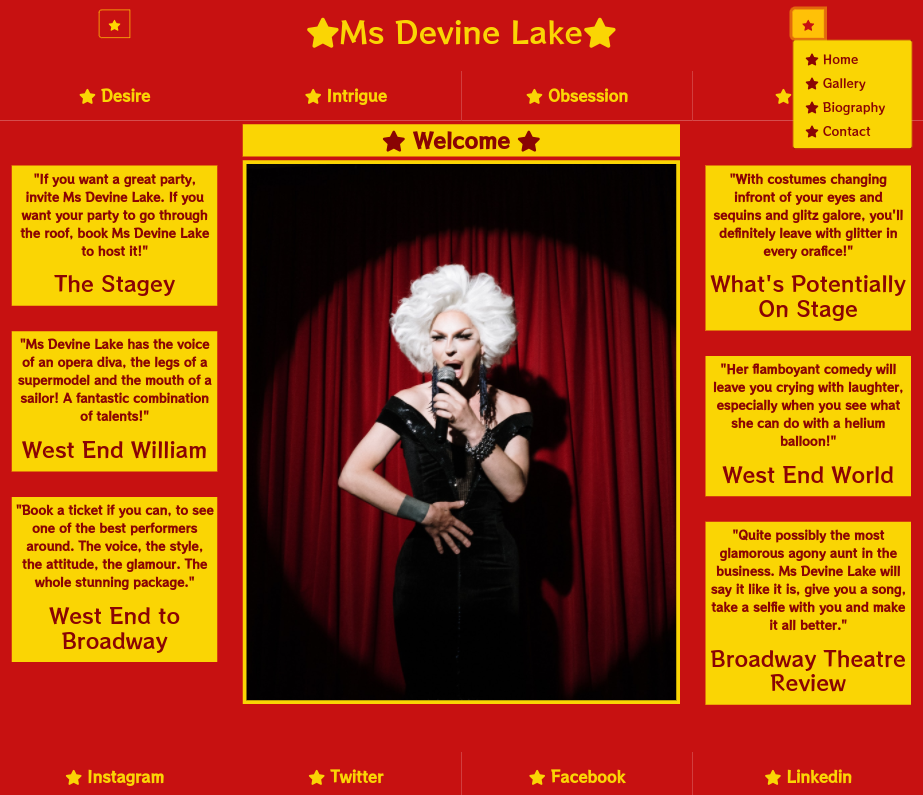 Ms Devine Lake
Home
Gallery
Biography
Contact
Desire
Intrigue
Obsession
Welcome
"If you want a great party,
invite Ms Devine Lake. If you
want your party to go through
the roof, book Ms Devine Lake
to host it!"
The Stagey
"Ms Devine Lake has the voice
of an opera diva, the legs of a
supermodel and the mouth of a
sailor! A fantastic combination
of talents!"
West End William
"Book a ticket if you can, to see
one of the best performers
around. The voice, the style,
the attitude, the glamour. The
whole stunning package."
West End to
Broadway
"With costumes changing
infront of your eyes and
sequins and glitz galore, you'll
definitely leave with glitter in
every orafice!"
What's Potentially
On Stage
"Her flamboyant comedy will
leave you crying with laughter,
especially when you see what
she can do with a helium
balloon!"
West End World
"Quite possibly the most
glamorous agony aunt in the
business. Ms Devine Lake will
say it like it is, give you a song,
take a selfie with you and make
it all better."
Broadway Theatre
Review
Instagram
Twitter
Facebook
Linkedin